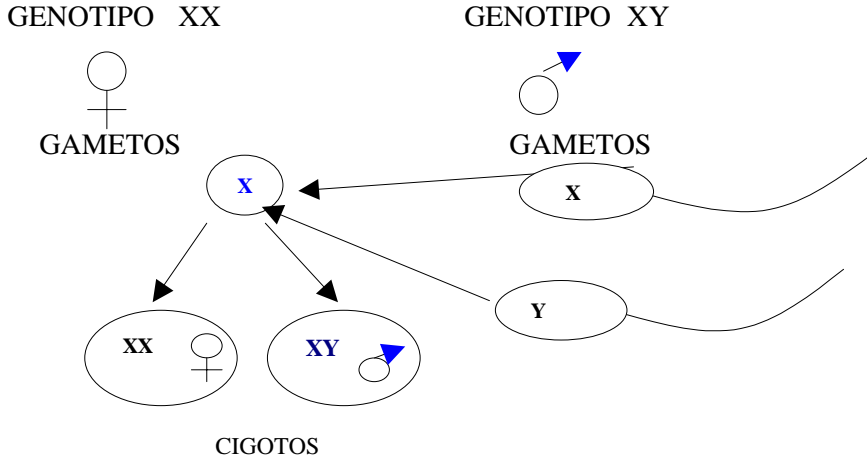 GENOTIPO XX
GENOTIPO XY
GAMETOS
GAMETOS
X
X
Y
XX
XY
CIGOTOS